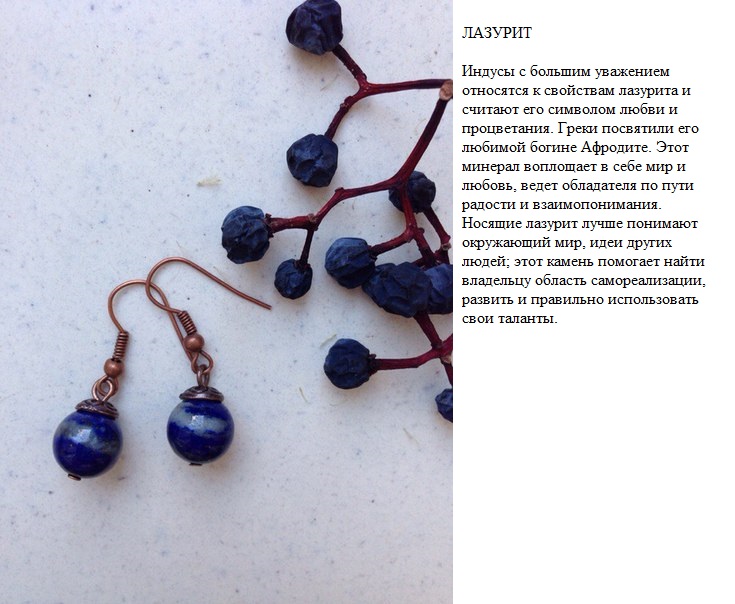 ЛАЗУРИТ
Индусы с большим уважением
относятся к свойствам лазурита и
считают его символом любви и
процветания. Греки посвятили его
любимой богине Афродите. Этот
минерал воплощает в себе мир и
любовь, ведет обладателя по пути
радости и взаимопонимания.
Носящие лазурит лучше понимают
окружающий мир, идеи других
людей; этот камень помогает найти
владельцу область самореализации,
развить и правильно использовать
свои таланты.